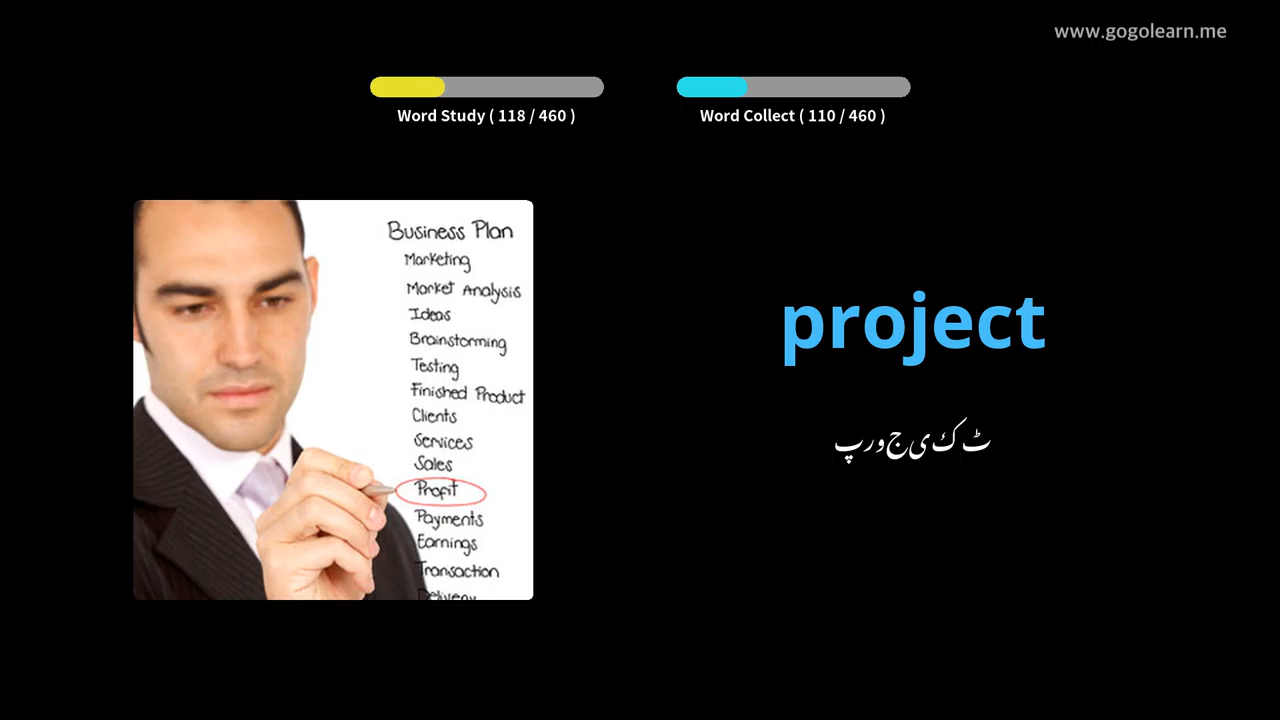 www.gogolearn.me
Word Study ( 118 / 460 )
Word Collect ( 110 / 460 )
Business Plan
Marketing
Market Analysis
Ideas
Brainstorming
Testing
Finished Product
Clients
Services
Sales
Profit
Payments
Earnings
Transaction
Delivery
project
پروجیکٹ